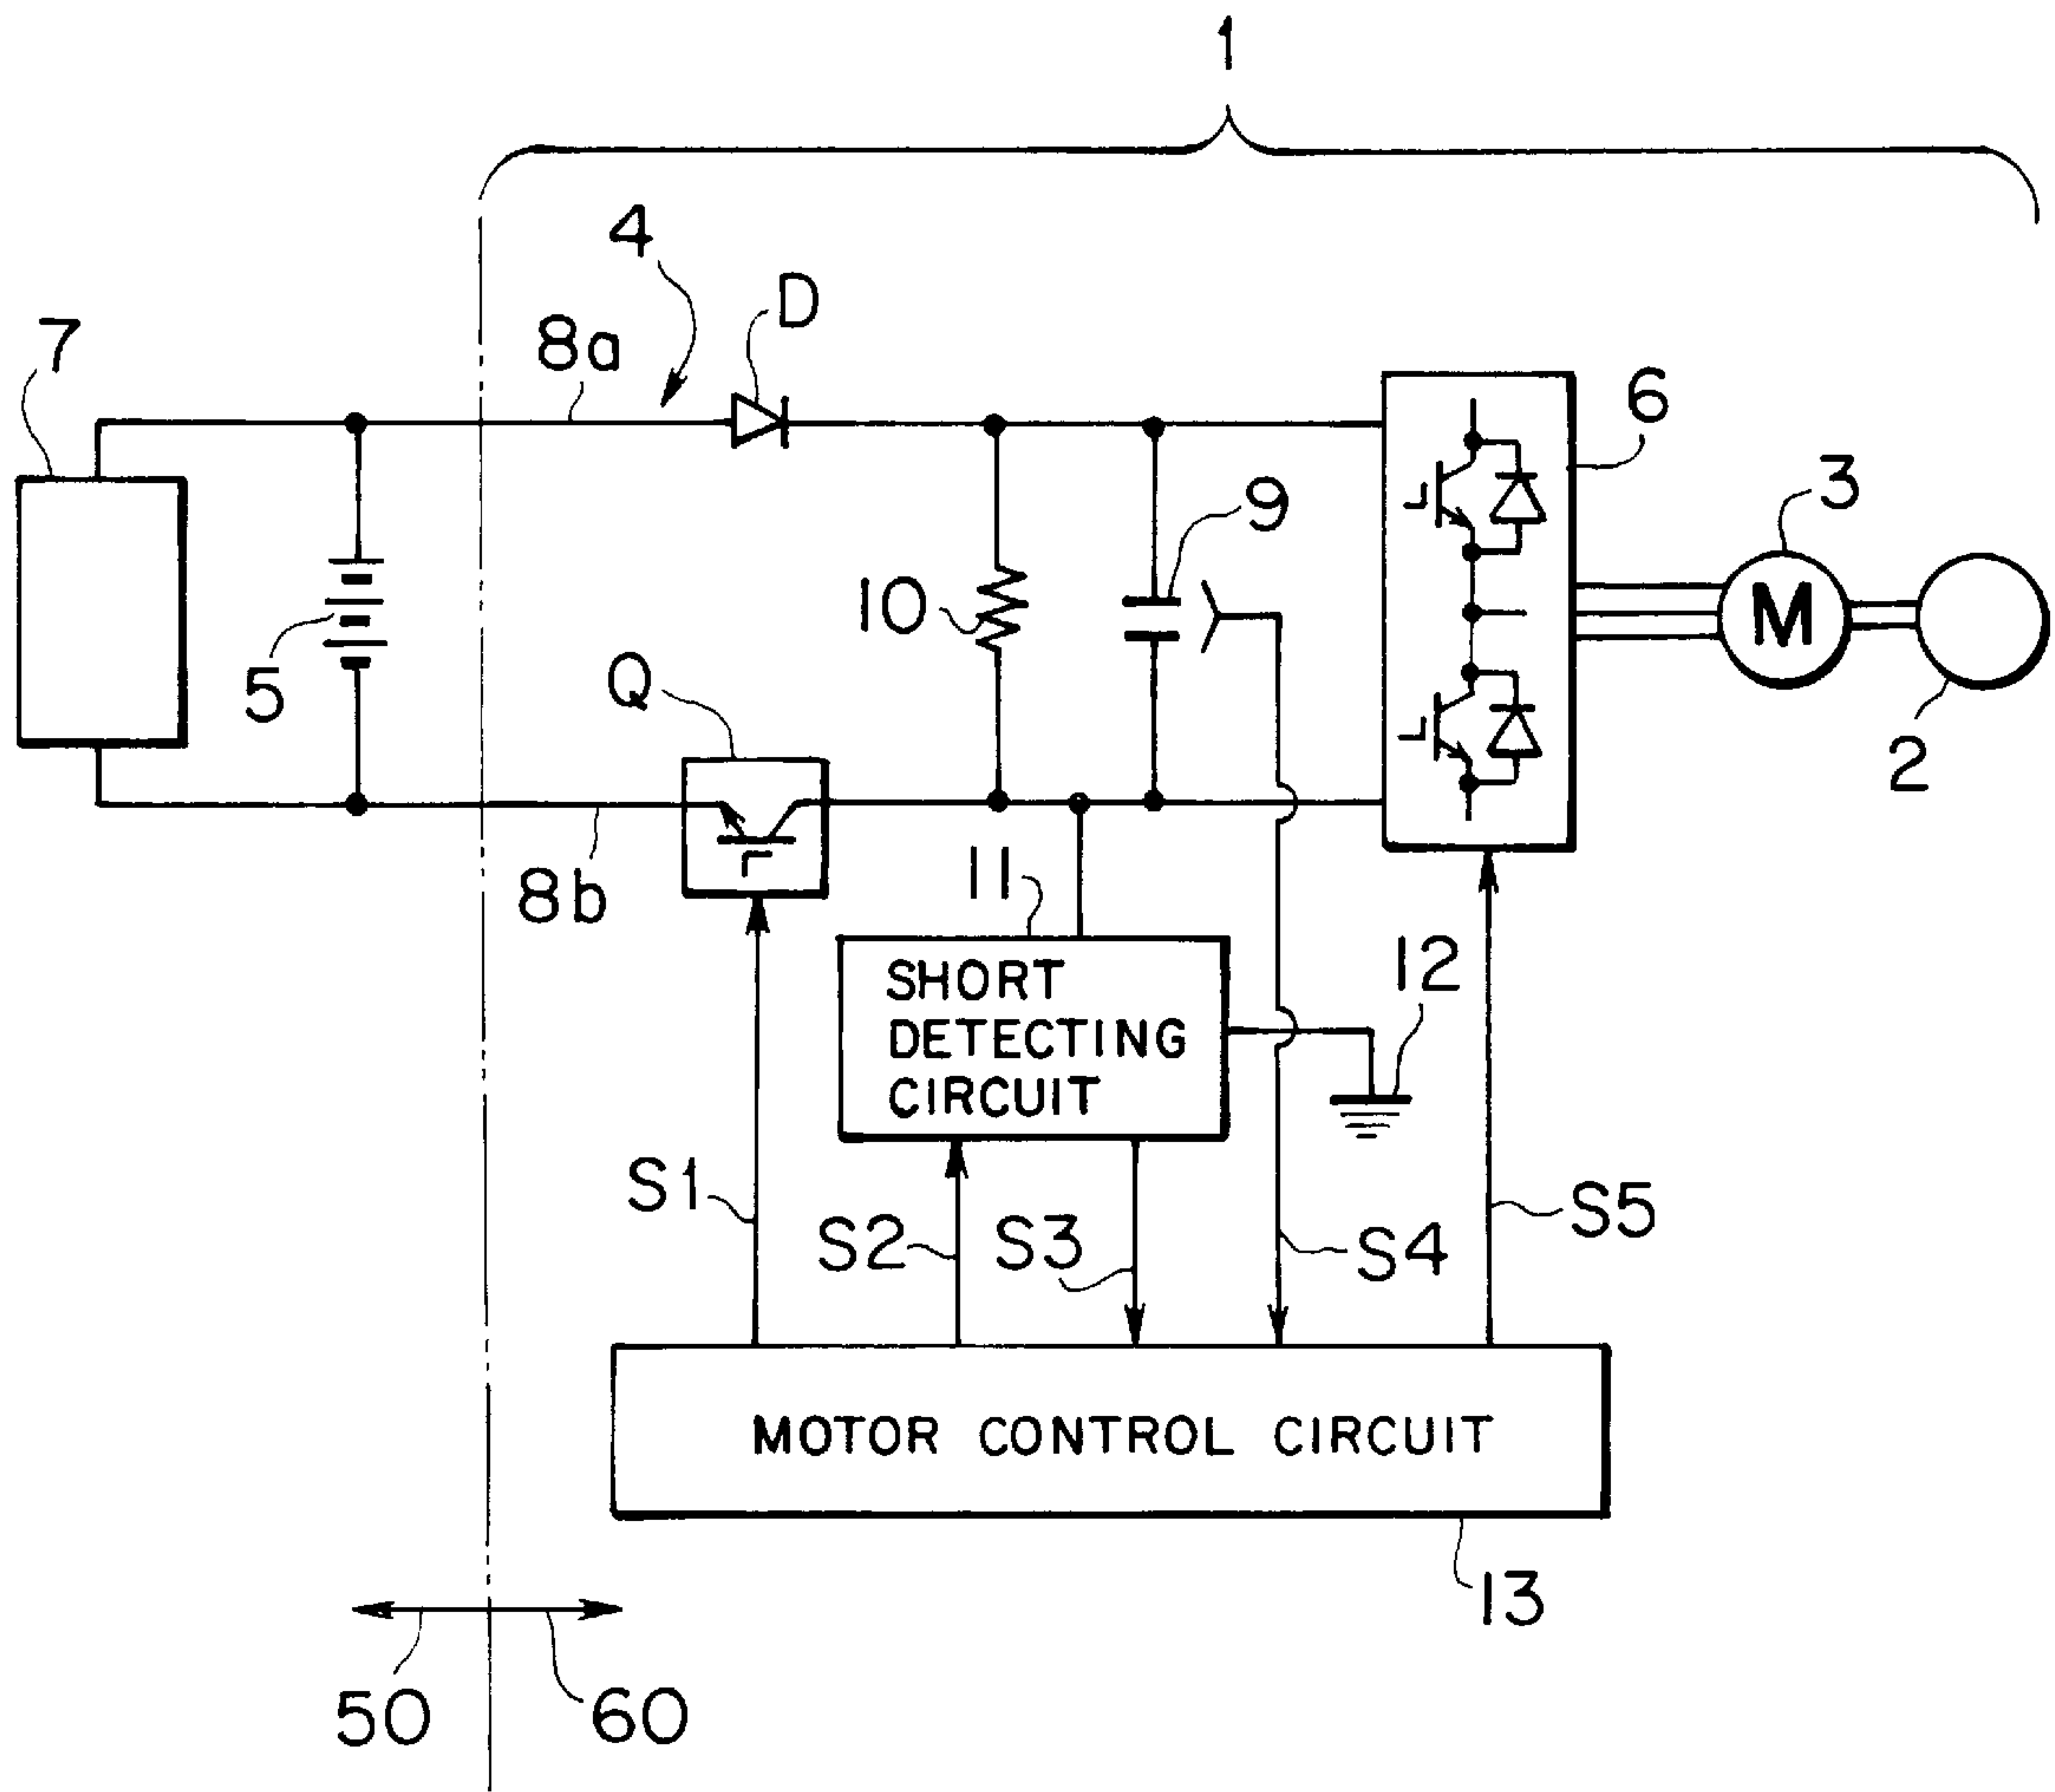 1
4
D
7
8a
6
3
9
10
M
5
Q
2
8b
11
12
SHORT
DETECTING
CIRCUIT
S1
S2
S3
S4
S5
MOTOR CONTROL CIRCUIT
13
50
60